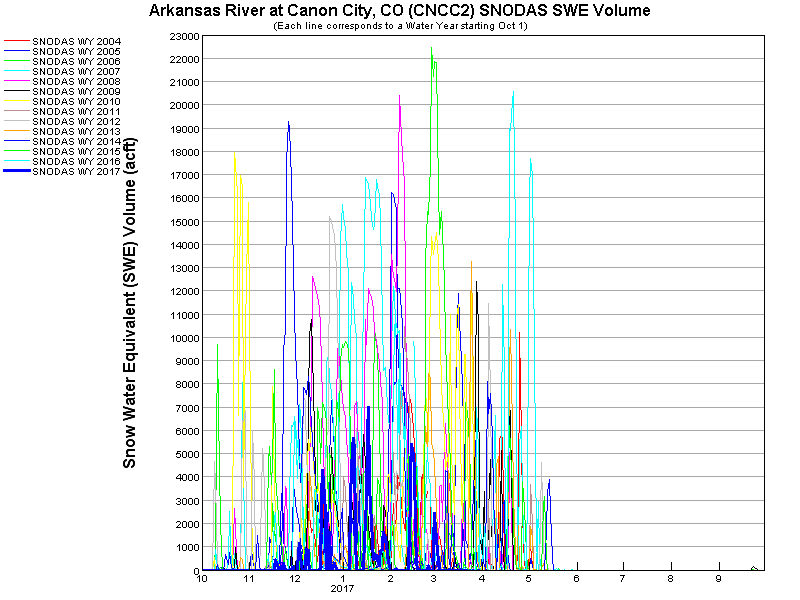 Arkansas River at Canon City, CO (CNCC2) SNODAS SWE Volume
(Each line corresponds to a Water Year starting Oct 1)
SNODAS WY 2004
SNODAS WY 2005
SNODAS WY 2006
SNODAS WY 2007
SNODAS WY 2008
SNODAS WY 2009
SNODAS WY 2010
SNODAS WY 2011
SNODAS WY 2012
SNODAS WY 2013
SNODAS WY 2014
SNODAS WY 2015
SNODAS WY 2016
SNODAS WY 2017
Snow Water Equivalent (SWE) Volume (acft)
23000
22000
21000
20000
19000
18000
17000
16000
15000
14000
13000
12000
11000
10000
9000
8000
7000
6000
5000
4000
3000
2000
1000
0
10 11 12 1 2 3 4 5 6 7 8 9
2017